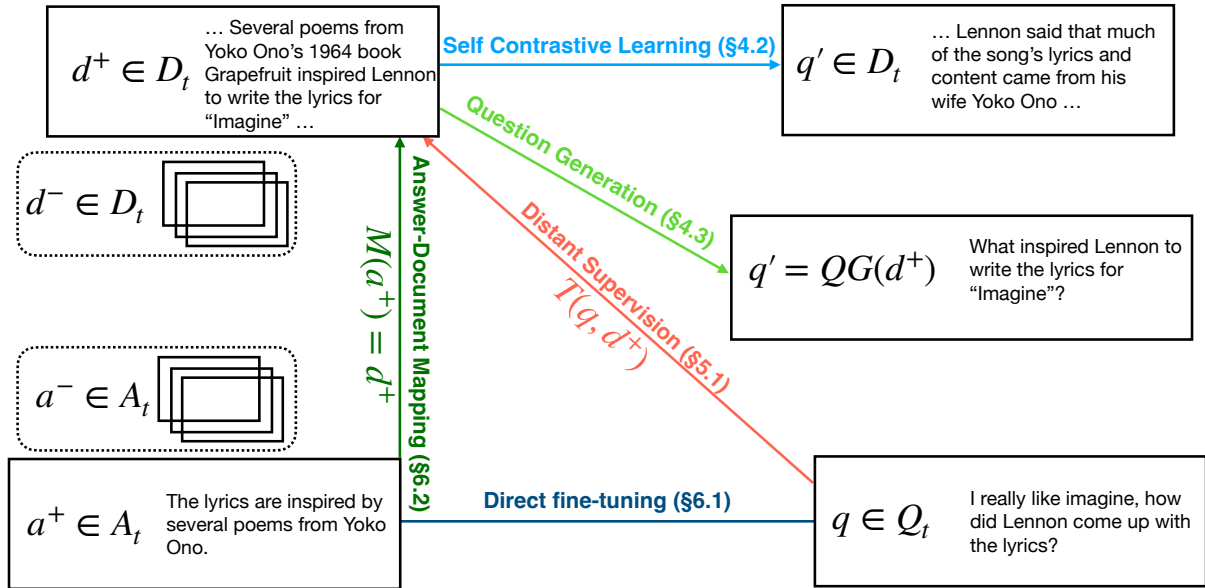 d⁺ ∈ D_t
… Several poems from
Yoko Ono's 1964 book
Grapefruit inspired Lennon
to write the lyrics for
“Imagine” …
Self Contrastive Learning (§4.2)
q′ ∈ D_t
… Lennon said that much
of the song's lyrics and
content came from his
wife Yoko Ono …
d⁻ ∈ D_t
Question Generation (§4.3)
q′ = QG(d⁺)
What inspired Lennon to
write the lyrics for
“Imagine”?
Distant Supervision (§5.1)
T(q, d⁺)
Answer-Document Mapping (§6.2)
M(a⁺) = d⁺
a⁻ ∈ A_t
a⁺ ∈ A_t
The lyrics are inspired by
several poems from Yoko
Ono.
Direct fine-tuning (§6.1)
q ∈ Q_t
I really like imagine, how
did Lennon come up with
the lyrics?